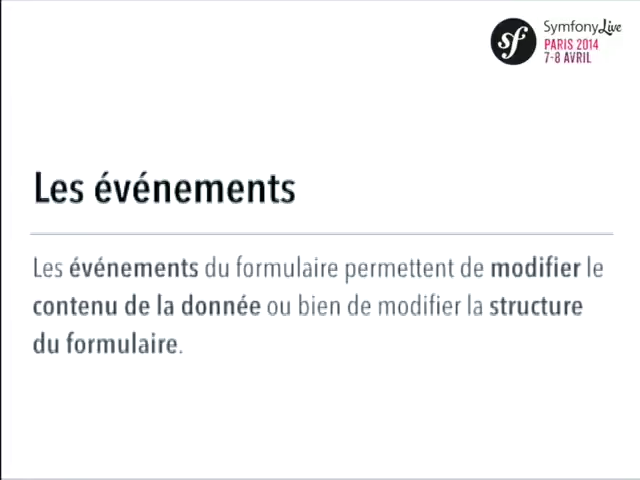 SymfonyLive
PARIS 2014
7-8 AVRIL
sf
Les événements
Les événements du formulaire permettent de modifier le
contenu de la donnée ou bien de modifier la structure
du formulaire.